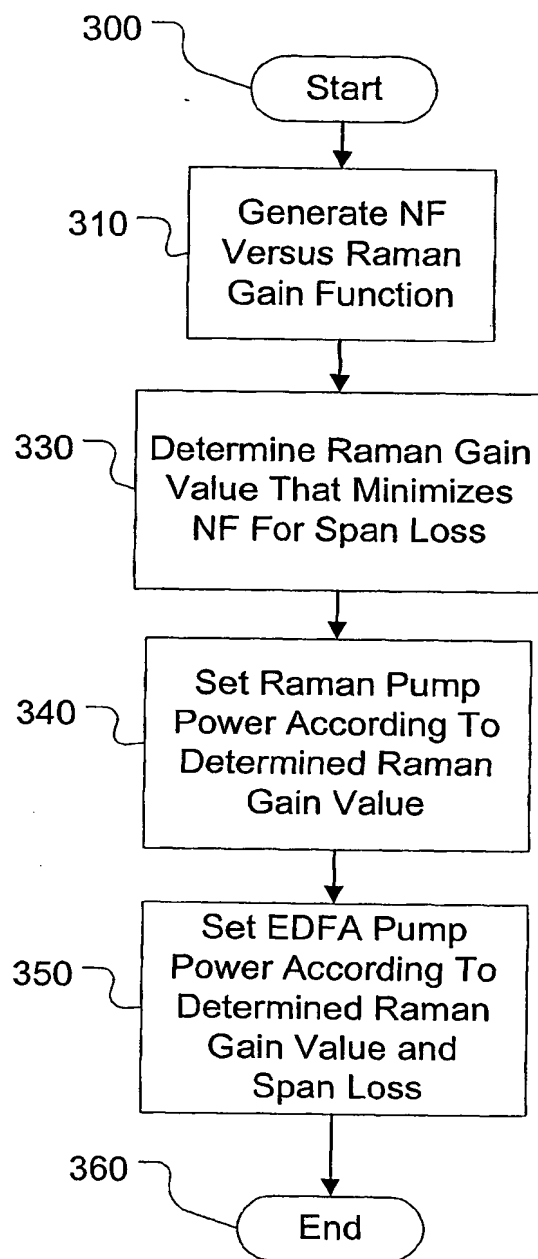 300
Start
310
Generate NF
Versus Raman
Gain Function
330
Determine Raman Gain
Value That Minimizes
NF For Span Loss
340
Set Raman Pump
Power According To
Determined Raman
Gain Value
350
Set EDFA Pump
Power According To
Determined Raman
Gain Value and
Span Loss
360
End